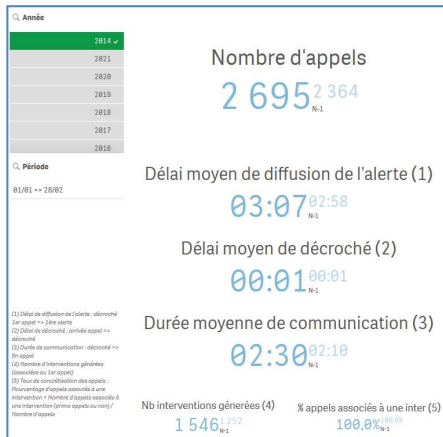 Année
2014
2021
2020
2019
2018
2017
2016
Période
01/01 => 28/02
Nombre d'appels
2 695 2 364
N-1
Délai moyen de diffusion de l'alerte (1)
03:07 02:58
N-1
Délai moyen de décroché (2)
00:01 00:01
N-1
Durée moyenne de communication (3)
02:30 02:10
N-1
Nb interventions génerees (4)
1 546 1 252
N-1
% appels associés à une inter (5)
100,0% 100,0%
N-1
(1) Délai de diffusion de l'alerte : décroché
1er appel => 1ère alerte
(2) Délai de décroché : arrivée appel =>
décroché
(3) Durée de communication : décroché =>
fin appel
(4) Nombre d'interventions générées
(associées au 1er appel)
(5) Taux de concrétisation des appels :
Pourcentage d'appels associés à une
intervention = Nombre d'appels associés à
une intervention (primo appels ou non) /
Nombre d'appels